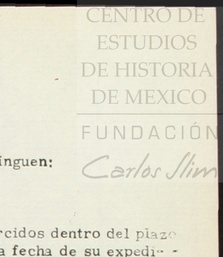 CENTRO DE
ESTUDIOS
DE HISTORIA
DE MEXICO
FUNDACIÓN
Carlos Slim
inguen:
rcidos dentro del plazo
a fecha de su expedi- -